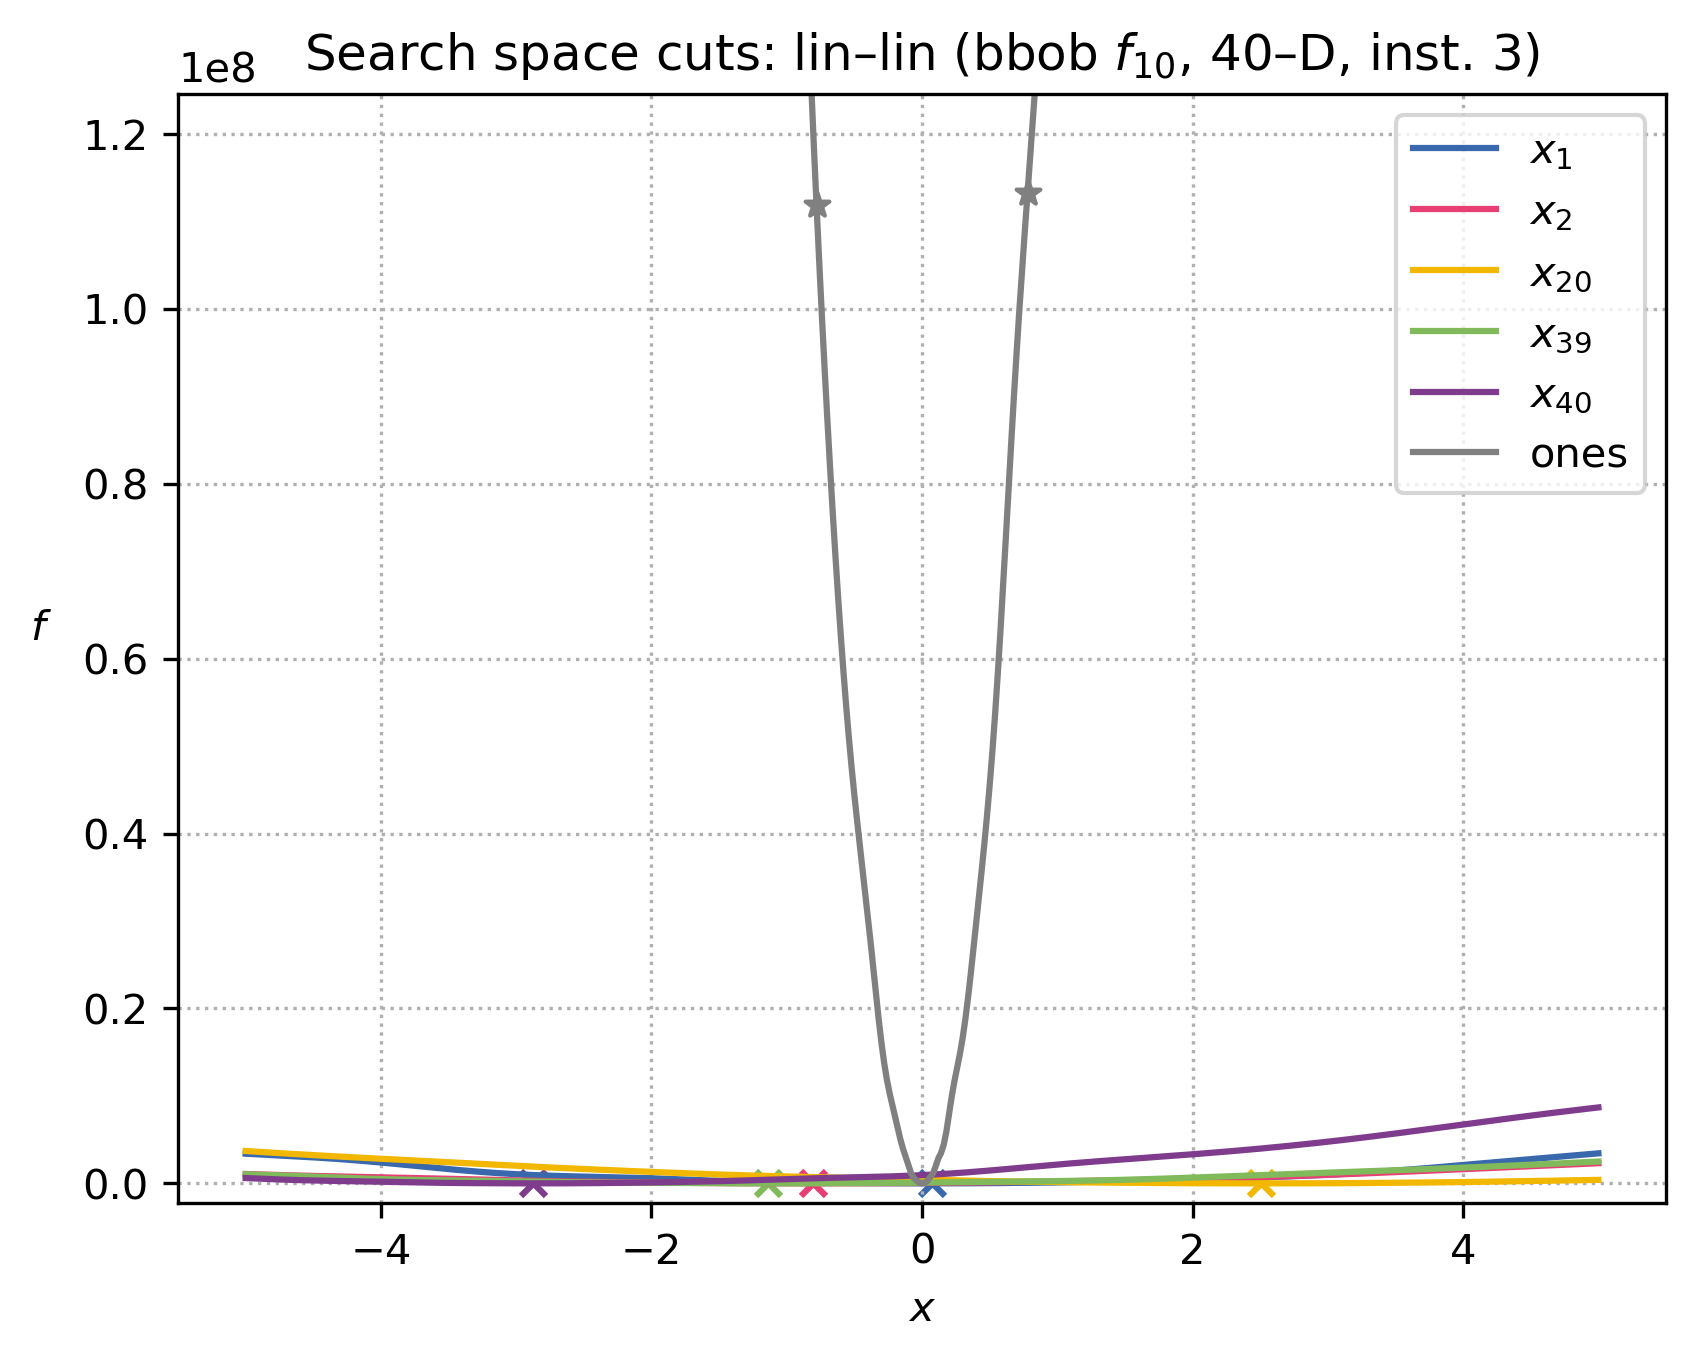 Search space cuts: lin–lin (bbob f₁₀, 40–D, inst. 3)
1e8
1.2
1.0
0.8
0.6
0.4
0.2
0.0
f
−4
−2
0
2
4
x
x₁
x₂
x₂₀
x₃₉
x₄₀
ones